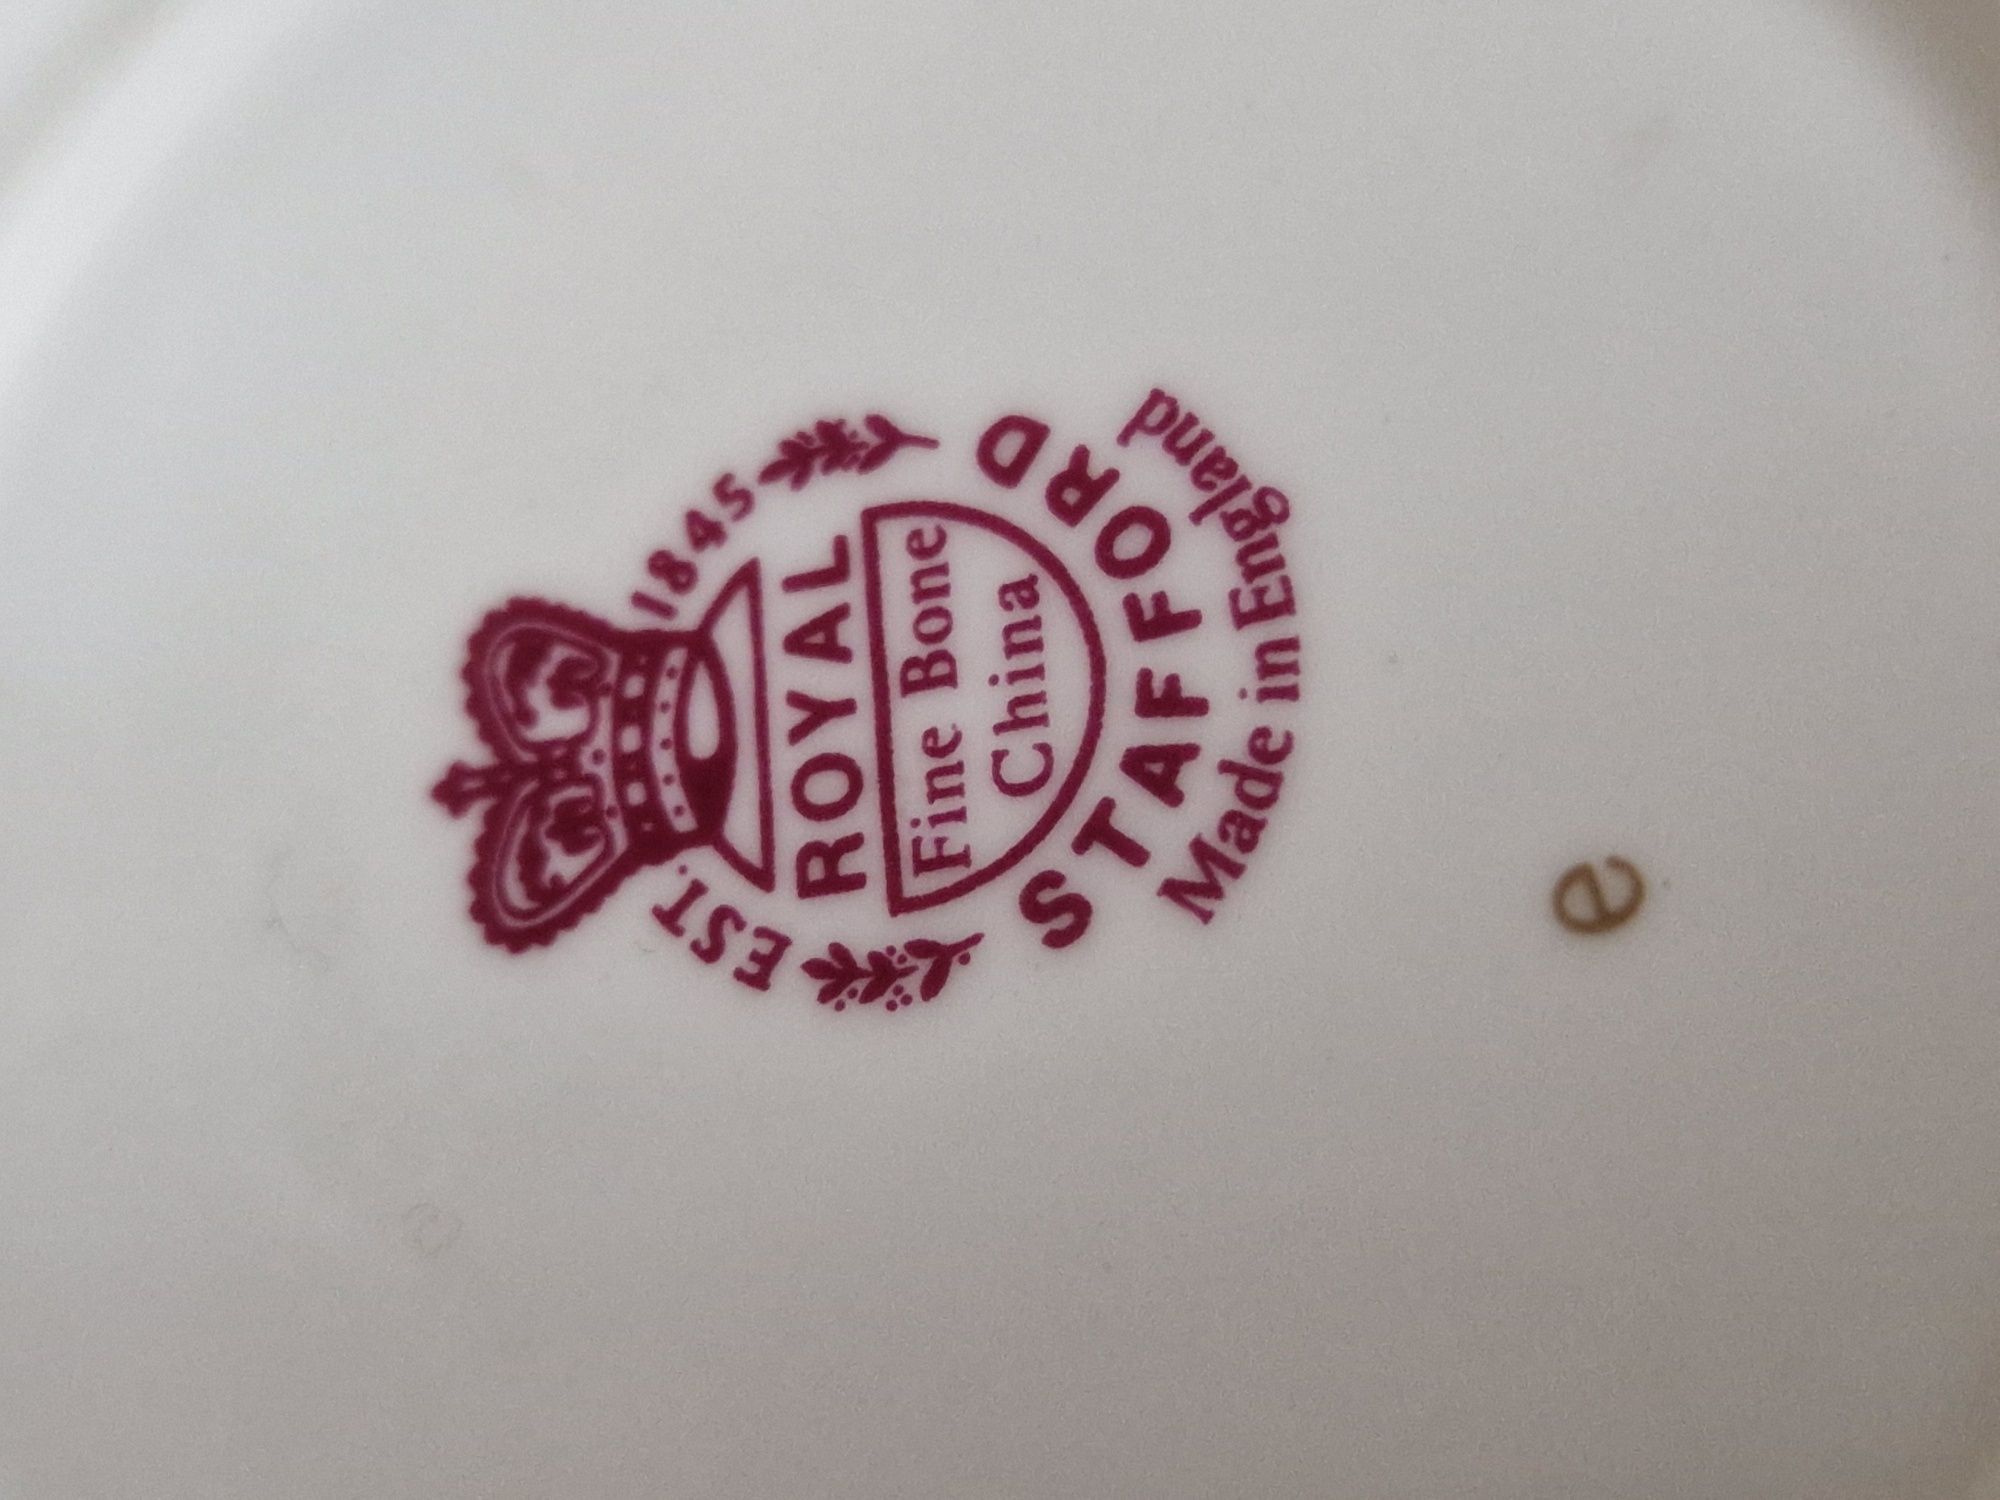 EST. 1845
ROYAL
Fine Bone
China
STAFFORD
Made in England
e